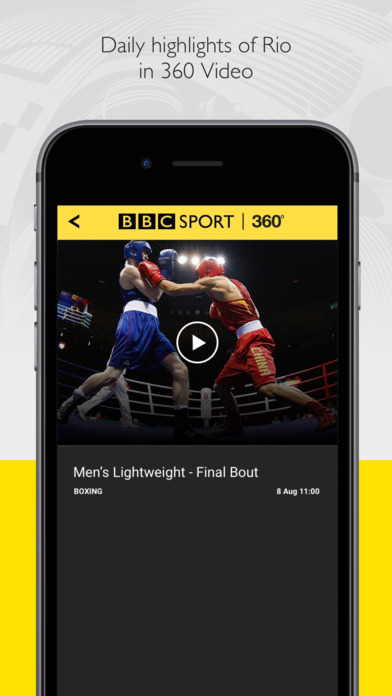 Daily highlights of Rio
in 360 Video
< BBC SPORT | 360°
CHINA
Men's Lightweight - Final Bout
BOXING 8 Aug 11:00